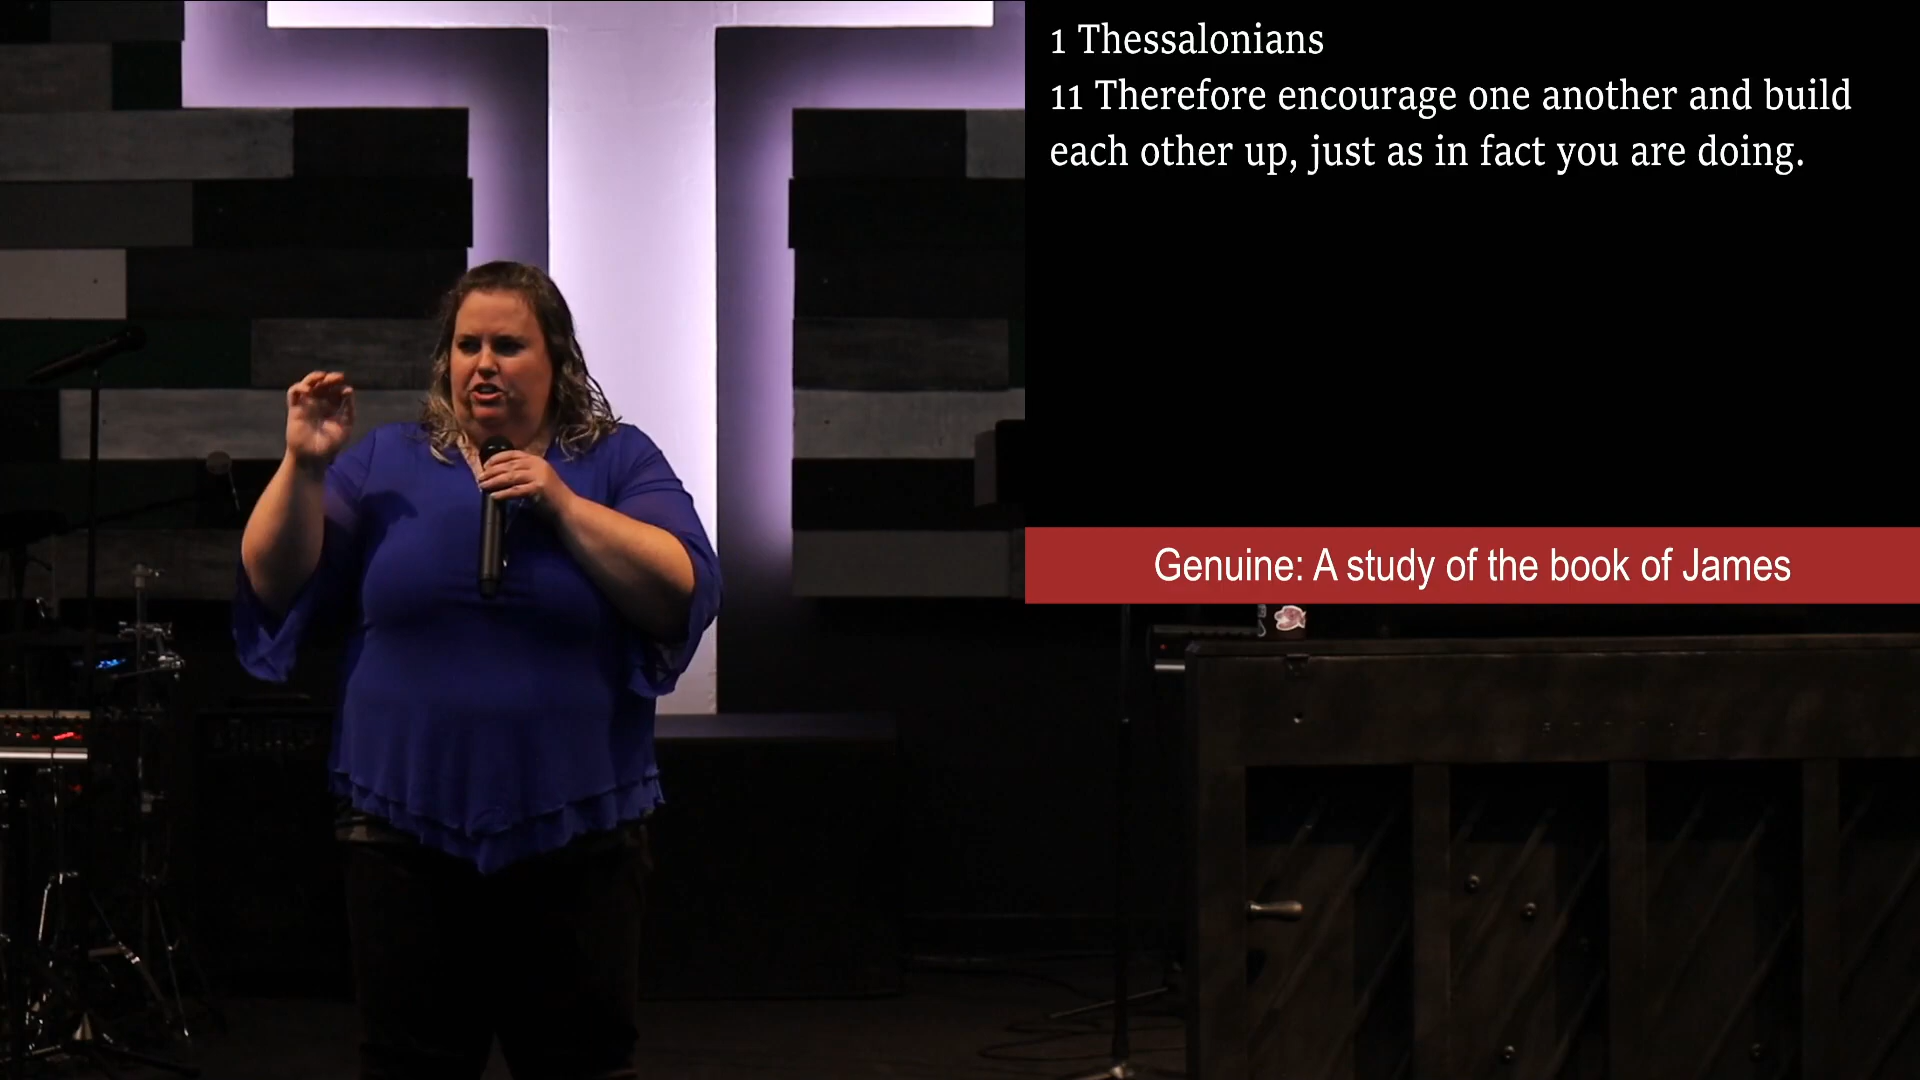 1 Thessalonians
11 Therefore encourage one another and build
each other up, just as in fact you are doing.
Genuine: A study of the book of James